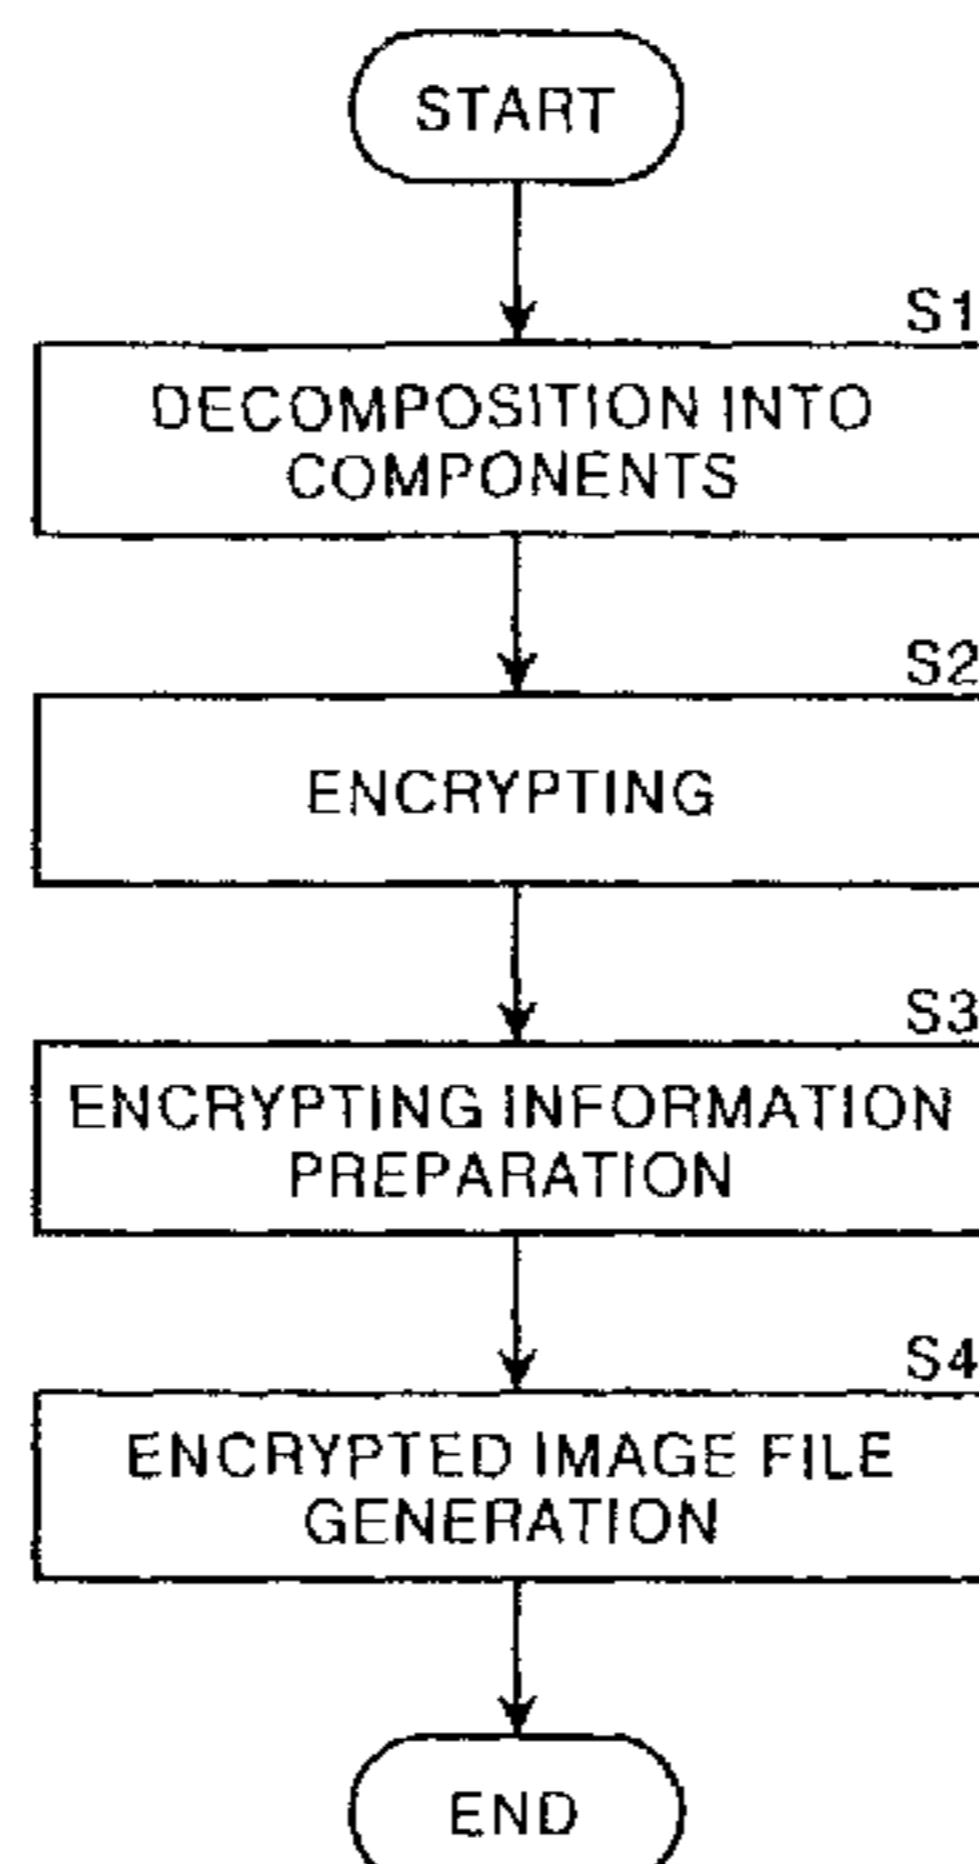 START
S1
DECOMPOSITION INTO
COMPONENTS
S2
ENCRYPTING
S3
ENCRYPTING INFORMATION
PREPARATION
S4
ENCRYPTED IMAGE FILE
GENERATION
END